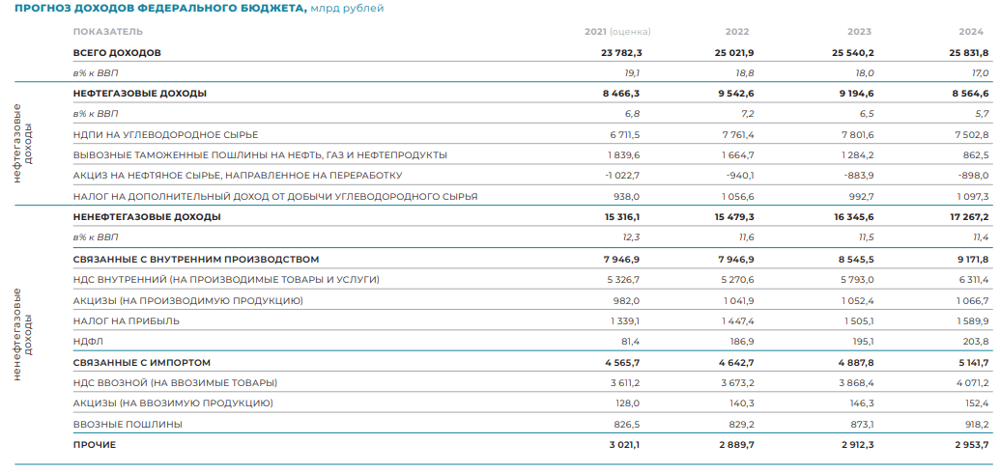 ПРОГНОЗ ДОХОДОВ ФЕДЕРАЛЬНОГО БЮДЖЕТА, млрд рублей
ПОКАЗАТЕЛЬ 2021 (оценка) 2022 2023 2024
ВСЕГО ДОХОДОВ 23 782,3 25 021,9 25 540,2 25 831,8
в% к ВВП 19,1 18,8 18,0 17,0
нефтегазовые
доходы
НЕФТЕГАЗОВЫЕ ДОХОДЫ 8 466,3 9 542,6 9 194,6 8 564,6
в% к ВВП 6,8 7,2 6,5 5,7
НДПИ НА УГЛЕВОДОРОДНОЕ СЫРЬЕ 6 711,5 7 761,4 7 801,6 7 502,8
ВЫВОЗНЫЕ ТАМОЖЕННЫЕ ПОШЛИНЫ НА НЕФТЬ, ГАЗ И НЕФТЕПРОДУКТЫ 1 839,6 1 664,7 1 284,2 862,5
АКЦИЗ НА НЕФТЯНОЕ СЫРЬЕ, НАПРАВЛЕННОЕ НА ПЕРЕРАБОТКУ -1 022,7 -940,1 -883,9 -898,0
НАЛОГ НА ДОПОЛНИТЕЛЬНЫЙ ДОХОД ОТ ДОБЫЧИ УГЛЕВОДОРОДНОГО СЫРЬЯ 938,0 1 056,6 992,7 1 097,3
ненефтегазовые
доходы
НЕНЕФТЕГАЗОВЫЕ ДОХОДЫ 15 316,1 15 479,3 16 345,6 17 267,2
в% к ВВП 12,3 11,6 11,5 11,4
СВЯЗАННЫЕ С ВНУТРЕННИМ ПРОИЗВОДСТВОМ 7 946,9 7 946,9 8 545,5 9 171,8
НДС ВНУТРЕННИЙ (НА ПРОИЗВОДИМЫЕ ТОВАРЫ И УСЛУГИ) 5 326,7 5 270,6 5 793,0 6 311,4
АКЦИЗЫ (НА ПРОИЗВОДИМУЮ ПРОДУКЦИЮ) 982,0 1 041,9 1 052,4 1 066,7
НАЛОГ НА ПРИБЫЛЬ 1 339,1 1 447,4 1 505,1 1 589,9
НДФЛ 81,4 186,9 195,1 203,8
СВЯЗАННЫЕ С ИМПОРТОМ 4 565,7 4 642,7 4 887,8 5 141,7
НДС ВВОЗНОЙ (НА ВВОЗИМЫЕ ТОВАРЫ) 3 611,2 3 673,2 3 868,4 4 071,2
АКЦИЗЫ (НА ВВОЗИМУЮ ПРОДУКЦИЮ) 128,0 140,3 146,3 152,4
ВВОЗНЫЕ ПОШЛИНЫ 826,5 829,2 873,1 918,2
ПРОЧИЕ 3 021,1 2 889,7 2 912,3 2 953,7